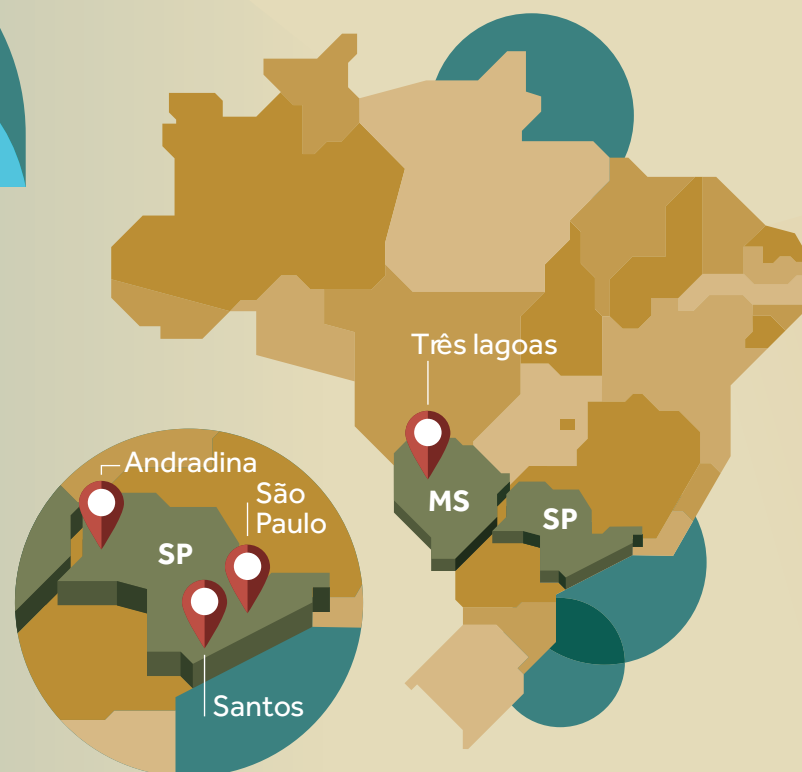 Três lagoas
MS
SP
Andradina
São
Paulo
SP
Santos